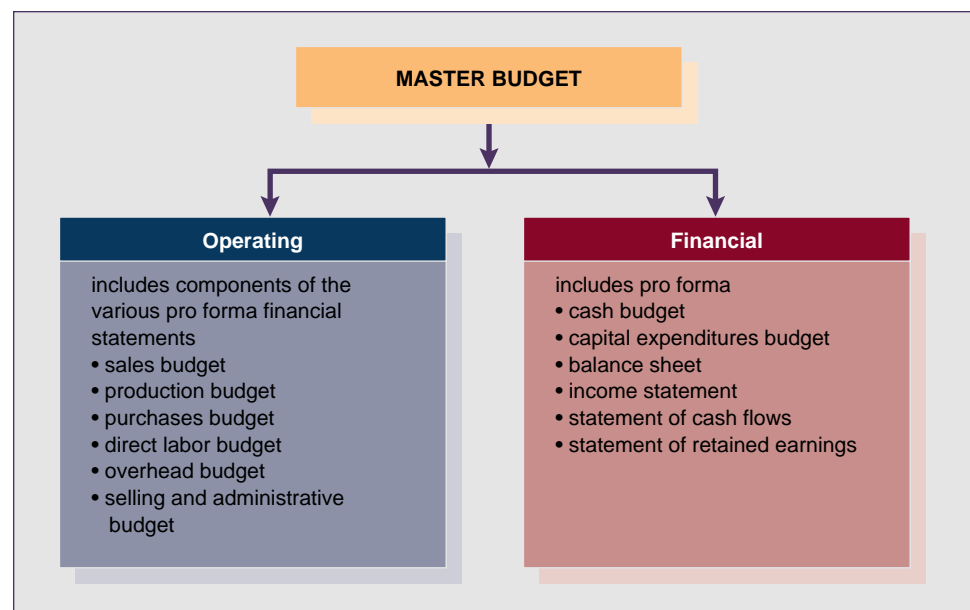 MASTER BUDGET
Operating
includes components of the
various pro forma financial
statements
• sales budget
• production budget
• purchases budget
• direct labor budget
• overhead budget
• selling and administrative
budget
Financial
includes pro forma
• cash budget
• capital expenditures budget
• balance sheet
• income statement
• statement of cash flows
• statement of retained earnings